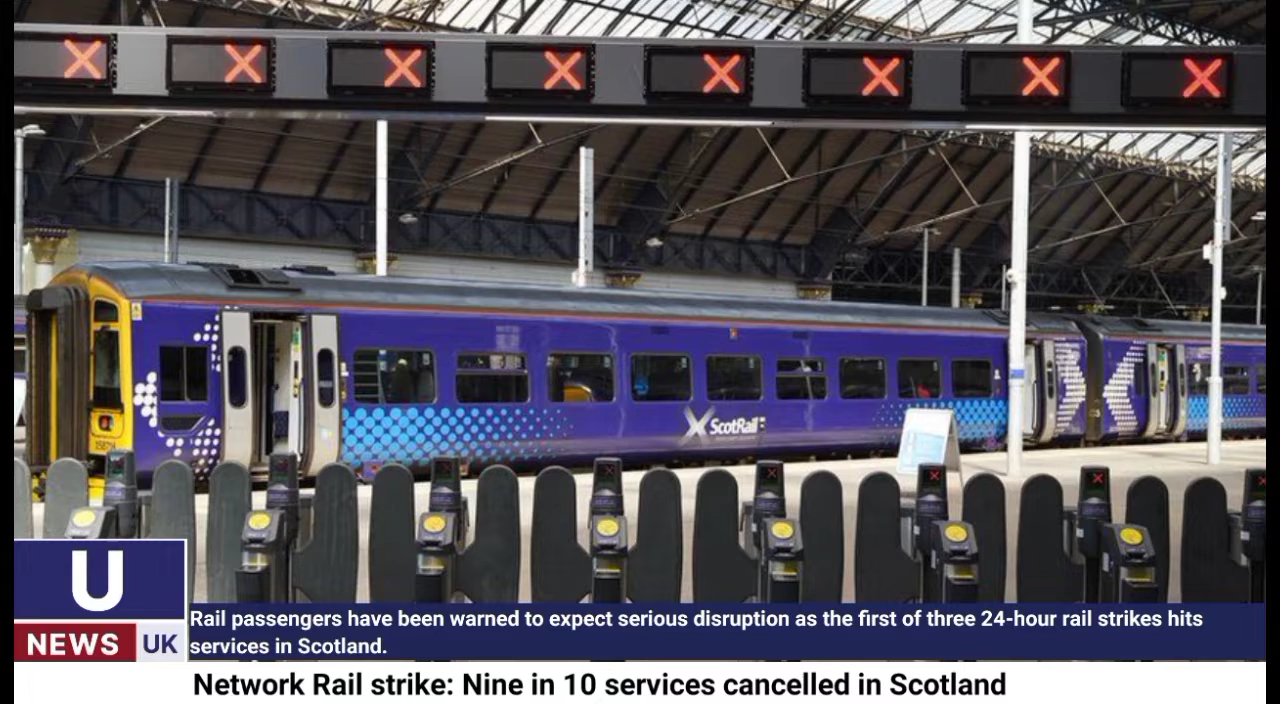 ScotRail
U
NEWS UK
Rail passengers have been warned to expect serious disruption as the first of three 24-hour rail strikes hits
services in Scotland.
Network Rail strike: Nine in 10 services cancelled in Scotland